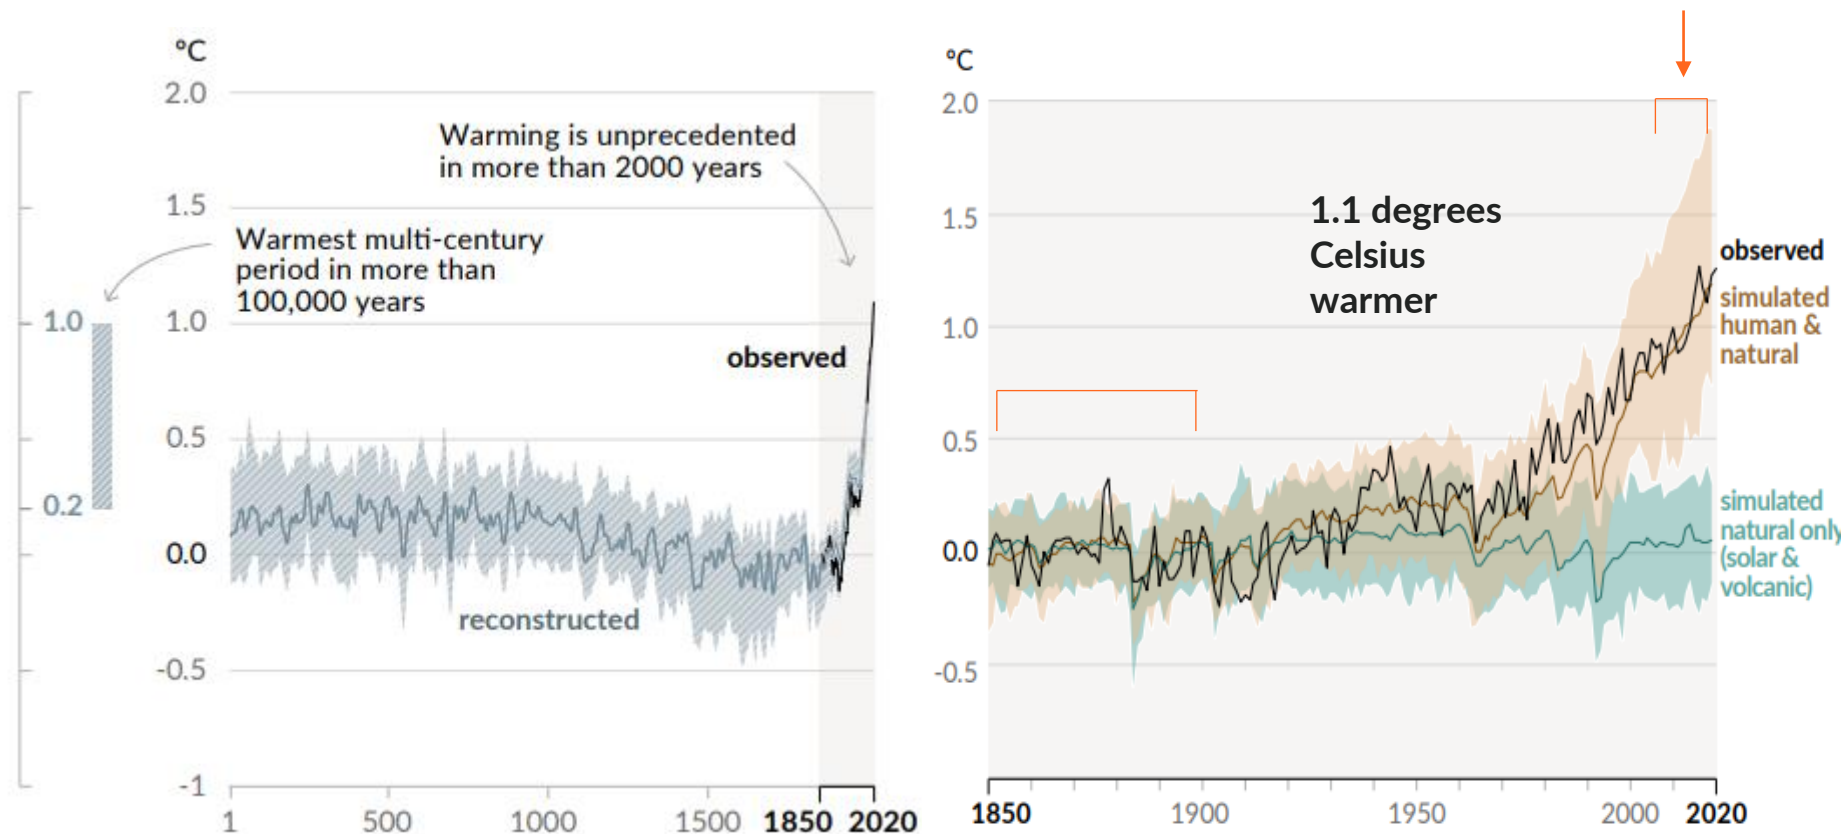 °C
2.0
1.5
1.0
0.5
0.0
-0.5
-1
1.0
0.2
Warming is unprecedented
in more than 2000 years
Warmest multi-century
period in more than
100,000 years
observed
reconstructed
1
500
1000
1500
1850
2020
°C
2.0
1.5
1.0
0.5
0.0
-0.5
1.1 degrees
Celsius
warmer
observed
simulated
human &
natural
simulated
natural only
(solar &
volcanic)
1850
1900
1950
2000
2020